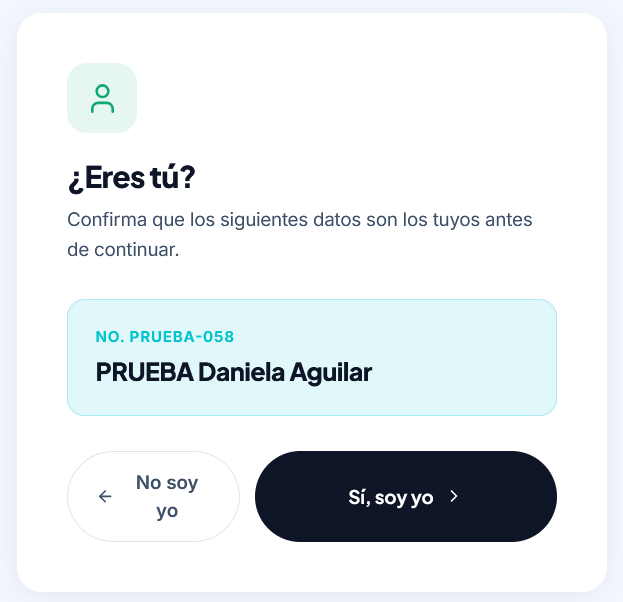 ¿Eres tú?
Confirma que los siguientes datos son los tuyos antes
de continuar.
NO. PRUEBA-058
PRUEBA Daniela Aguilar
No soy
yo
Sí, soy yo